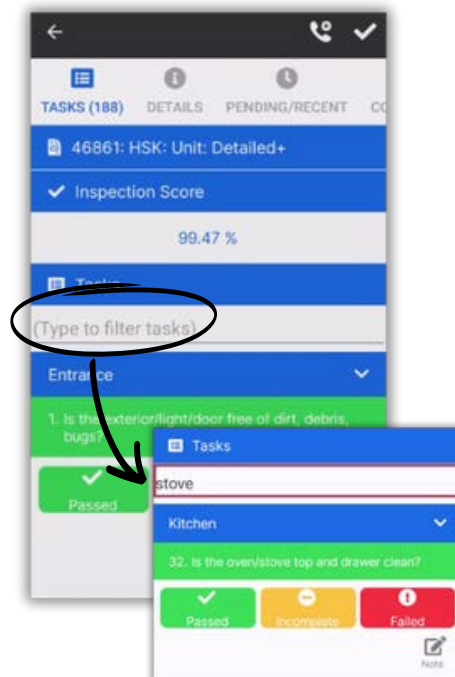 TASKS (188) DETAILS PENDING/RECENT CO
46861: HSK: Unit: Detailed+
Inspection Score
99.47 %
Tasks
(Type to filter tasks)
Entrance
1. Is the exterior/light/door free of dirt, debris,
bugs?
Passed
Tasks
stove
Kitchen
32. Is the oven/stove top and drawer clean?
Passed Incomplete Failed
Note